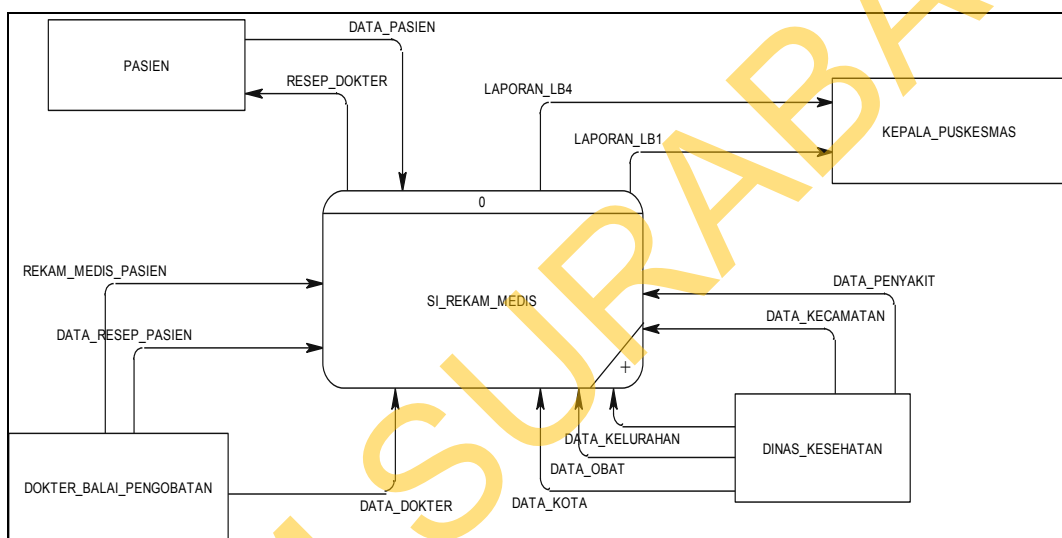 DATA_PASIEN
PASIEN
RESEP_DOKTER
LAPORAN_LB4
KEPALA_PUSKESMAS
LAPORAN_LB1
0
REKAM_MEDIS_PASIEN
SI_REKAM_MEDIS
DATA_PENYAKIT
DATA_KECAMATAN
DATA_RESEP_PASIEN
+
DATA_KELURAHAN
DINAS_KESEHATAN
DATA_OBAT
DOKTER_BALAI_PENGOBATAN
DATA_DOKTER
DATA_KOTA
SURABA